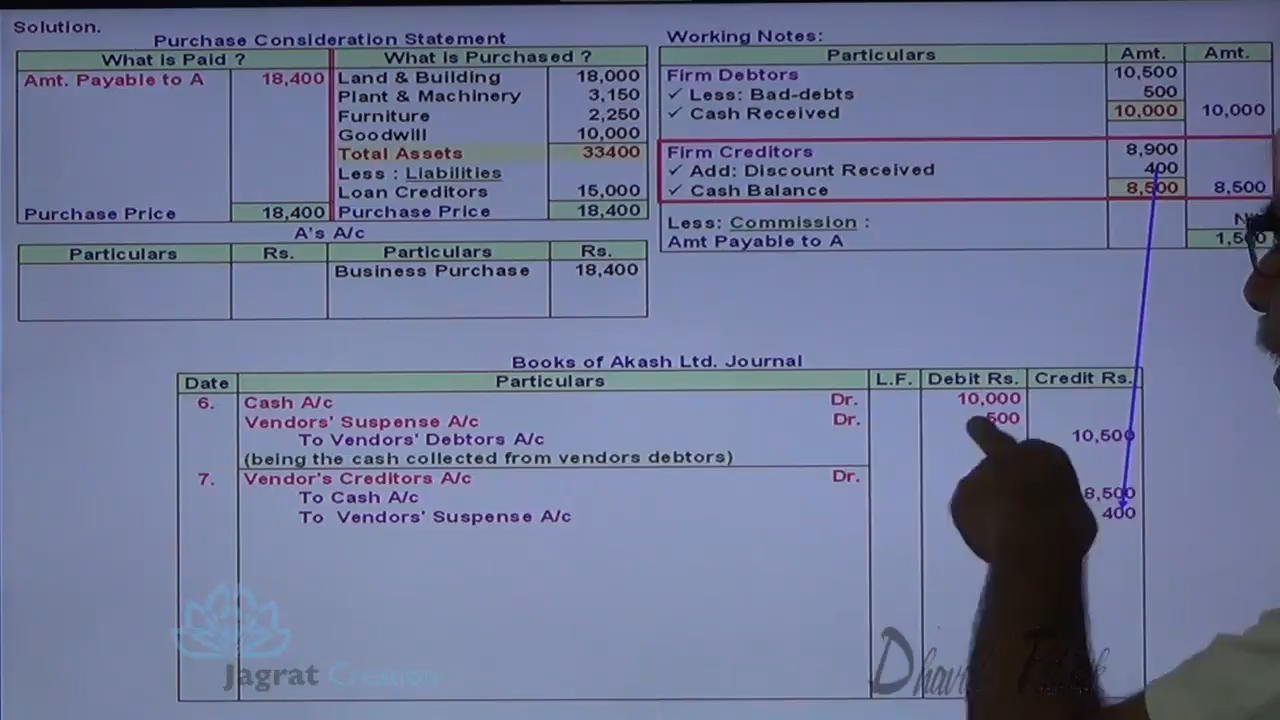 Solution.
Purchase Consideration Statement
What is Paid ? What is Purchased ?
Amt. Payable to A 18,400 Land & Building 18,000
Plant & Machinery 3,150
Furniture 2,250
Goodwill 10,000
Total Assets 33400
Less : Liabilities
Loan Creditors 15,000
Purchase Price 18,400 Purchase Price 18,400
A's A/c
Particulars Rs. Particulars Rs.
Business Purchase 18,400
Working Notes:
Particulars Amt. Amt.
Firm Debtors 10,500
✓ Less: Bad-debts 500
✓ Cash Received 10,000 10,000
Firm Creditors 8,900
✓ Add: Discount Received 400
✓ Cash Balance 8,500 8,500
Less: Commission :
Amt Payable to A
Books of Akash Ltd. Journal
Date Particulars L.F. Debit Rs. Credit Rs.
6. Cash A/c Dr. 10,000
Vendors' Suspense A/c Dr. 500
To Vendors' Debtors A/c 10,500
(being the cash collected from vendors debtors)
7. Vendor's Creditors A/c Dr.
To Cash A/c 8,500
To Vendors' Suspense A/c 400
Jagrat Creation